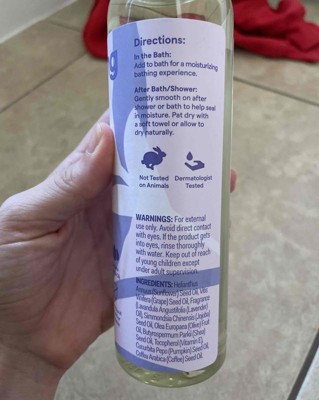 g
Directions:
In the Bath:
Add to bath for a moisturizing
bathing experience.
After Bath/Shower:
Gently smooth on after
shower or bath to help seal
in moisture. Pat dry with
a soft towel or allow to
dry naturally.
Not Tested
on Animals
Dermatologist
Tested
WARNINGS: For external
use only. Avoid direct contact
with eyes. If the product gets
into eyes, rinse thoroughly
with water. Keep out of reach
of young children except
under adult supervision.
INGREDIENTS: Helianthus
Annuus (Sunflower) Seed Oil, Vitis
Vinifera (Grape) Seed Oil, Fragrance
(Lavandula Angustifolia (Lavender)
Oil), Simmondsia Chinensis (Jojoba)
Seed Oil, Olea Europaea (Olive) Fruit
Oil, Butyrospermum Parkii (Shea)
Seed Oil, Tocopherol (Vitamin E),
Cucurbita Pepo (Pumpkin) Seed Oil,
Coffea Arabica (Coffee) Seed Oil